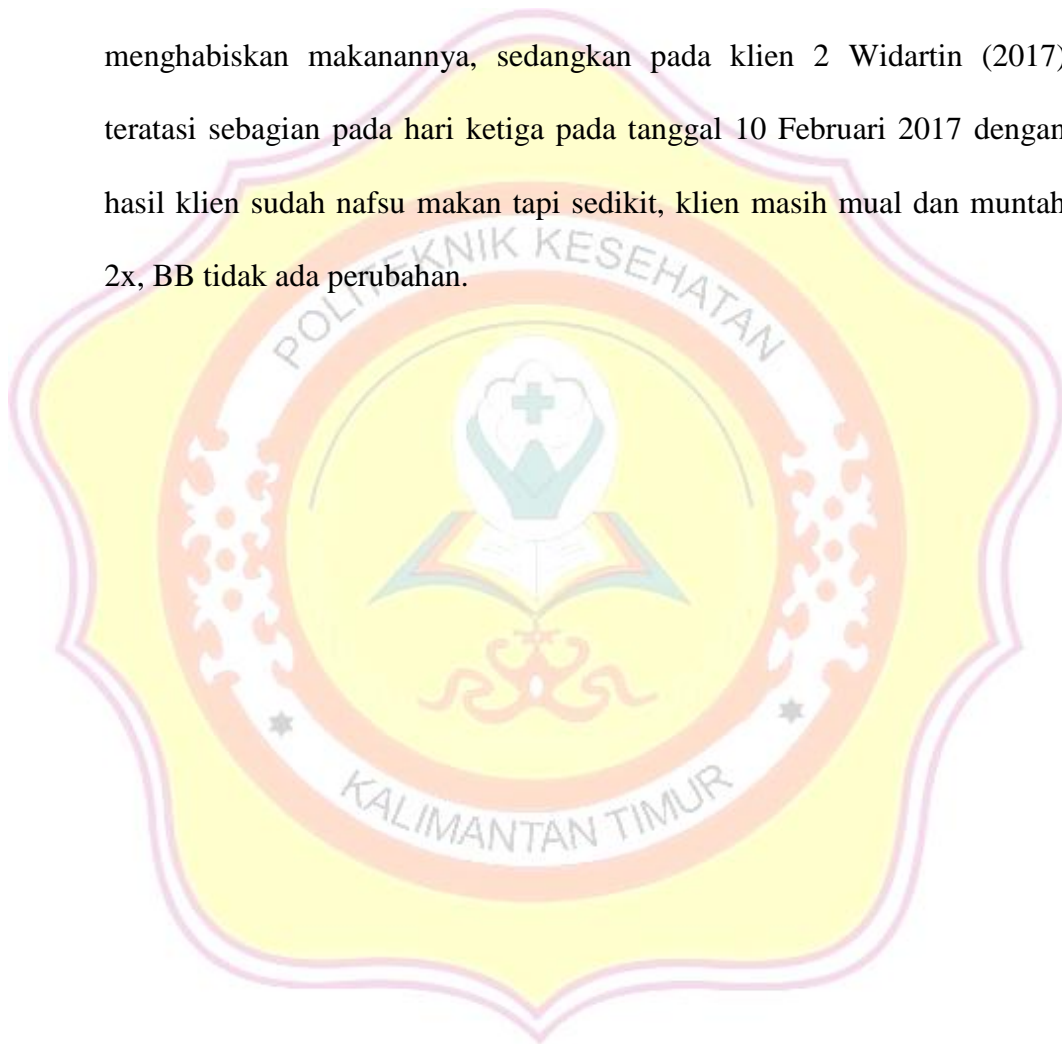 menghabiskan makanannya, sedangkan pada klien 2 Widartin (2017)
teratasi sebagian pada hari ketiga pada tanggal 10 Februari 2017 dengan
hasil klien sudah nafsu makan tapi sedikit, klien masih mual dan muntah
2x, BB tidak ada perubahan.
POLITEKNIK KESEHATAN
KALIMANTAN TIMUR